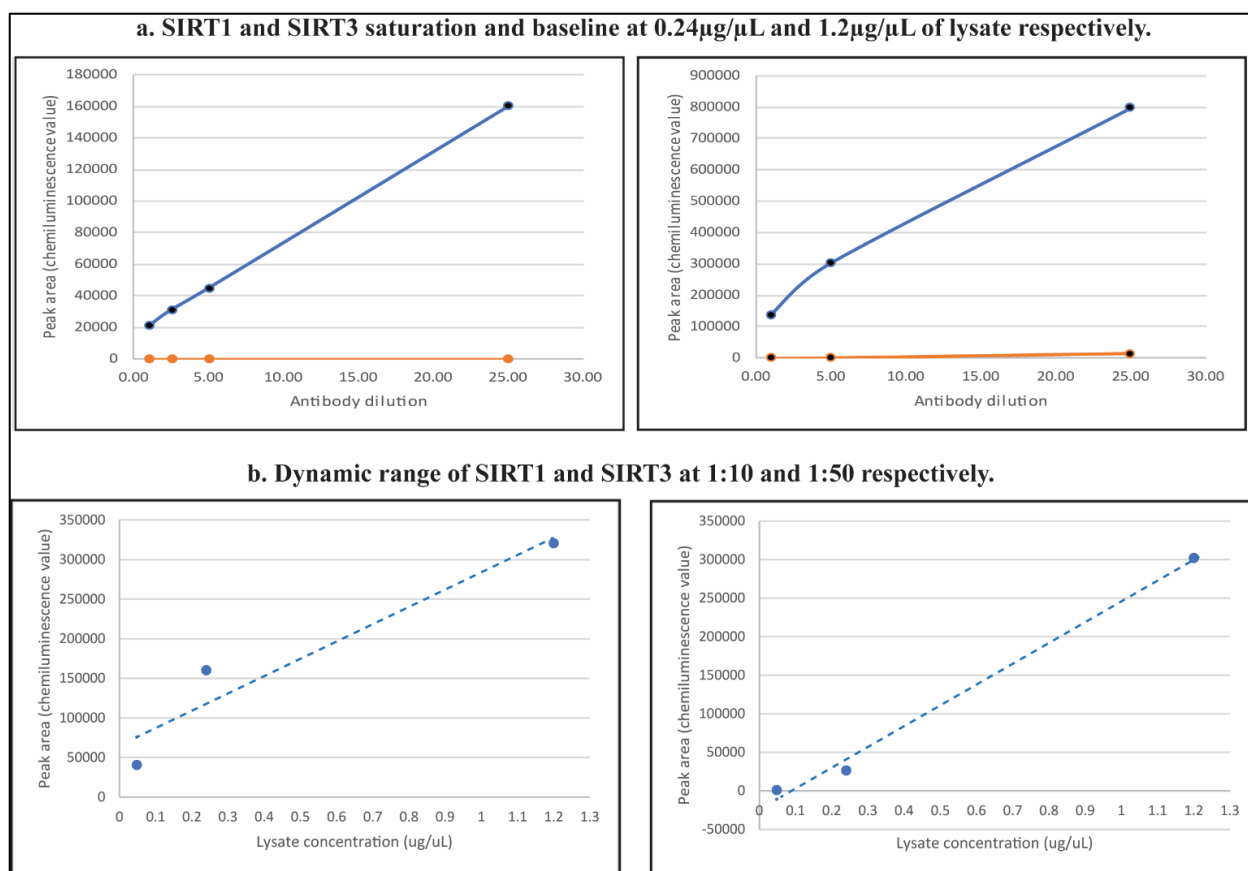 a. SIRT1 and SIRT3 saturation and baseline at 0.24μg/μL and 1.2μg/μL of lysate respectively.
180000
160000
140000
120000
100000
80000
60000
40000
20000
0
0.00 5.00 10.00 15.00 20.00 25.00 30.00
Peak area (chemiluminescence value)
Antibody dilution
900000
800000
700000
600000
500000
400000
300000
200000
100000
0
0.00 5.00 10.00 15.00 20.00 25.00 30.00
Peak area (chemiluminescence value)
Antibody dilution
b. Dynamic range of SIRT1 and SIRT3 at 1:10 and 1:50 respectively.
350000
300000
250000
200000
150000
100000
50000
0
0 0.1 0.2 0.3 0.4 0.5 0.6 0.7 0.8 0.9 1 1.1 1.2 1.3
Peak area (chemiluminescence value)
Lysate concentration (ug/uL)
350000
300000
250000
200000
150000
100000
50000
0
-50000
0 0.1 0.2 0.3 0.4 0.5 0.6 0.7 0.8 0.9 1 1.1 1.2 1.3
Peak area (chemiluminescence value)
Lysate concentration (ug/uL)